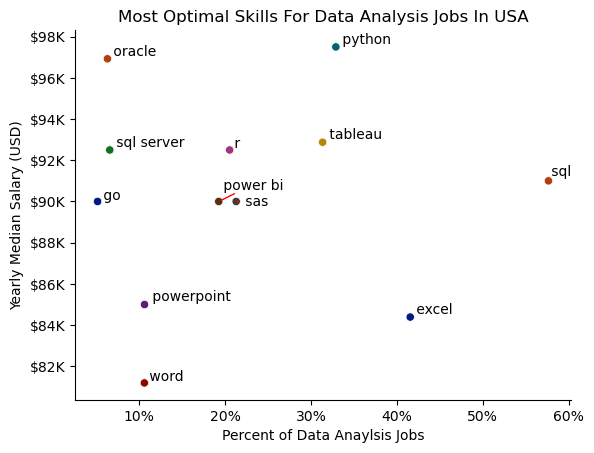 Most Optimal Skills For Data Analysis Jobs In USA
$98K
python
oracle
$96K
$94K
tableau
sql server
r
$92K
sql
power bi
go
sas
$90K
Yearly Median Salary (USD)
$88K
$86K
powerpoint
excel
$84K
$82K
word
10%
20%
30%
40%
50%
60%
Percent of Data Anaylsis Jobs